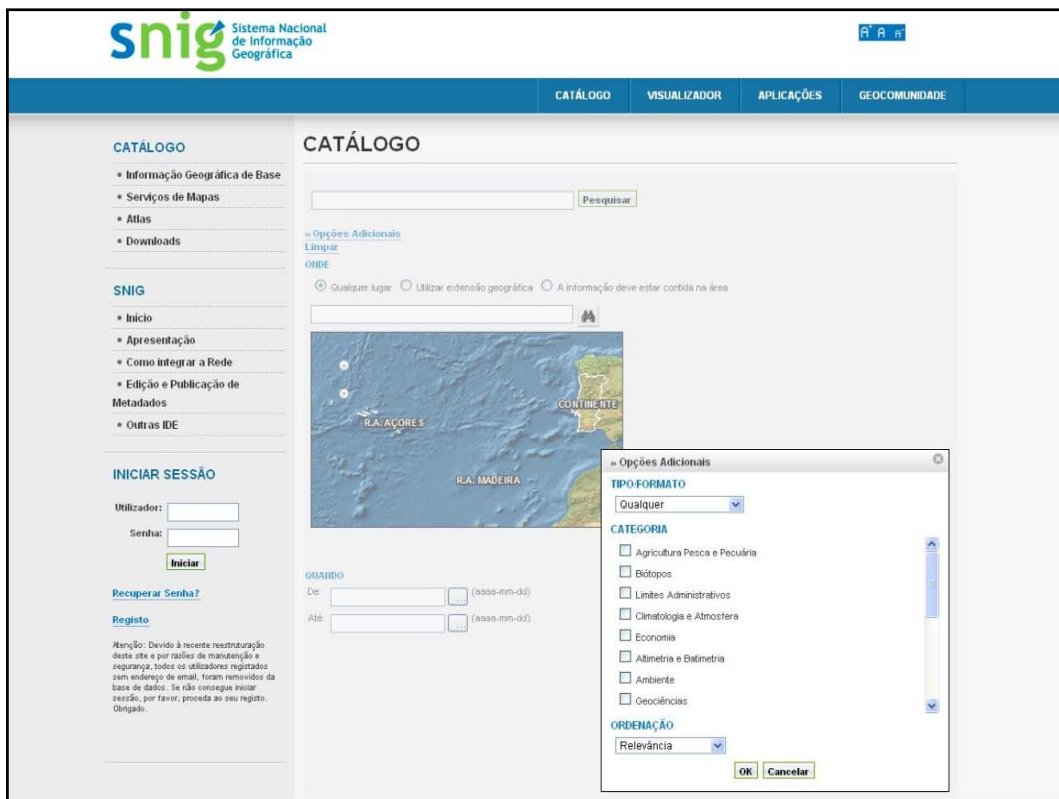 snig Sistema Nacional
de Informação
Geográfica
A+ A A-
CATÁLOGO VISUALIZADOR APLICAÇÕES GEOCOMUNIDADE
CATÁLOGO
• Informação Geográfica de Base
• Serviços de Mapas
• Atlas
• Downloads
SNIG
• Início
• Apresentação
• Como integrar a Rede
• Edição e Publicação de
Metadados
• Outras IDE
INICIAR SESSÃO
Utilizador:
Senha:
Iniciar
Recuperar Senha?
Registo
Atenção: Devido à recente reestruturação
deste site e por razões de manutenção e
segurança, todos os utilizadores registados
sem endereço de email, foram removidos da
base de dados. Se não consegue iniciar
sessão, por favor, proceda ao seu registo.
Obrigado.
CATÁLOGO
Pesquisar
» Opções Adicionais
Limpar
ONDE
Qualquer lugar Utilizar extensão geográfica A informação deve estar contida na área
CONTINENTE
R.A. AÇORES
R.A. MADEIRA
QUANDO
De: ... (aaaa-mm-dd)
Até: ... (aaaa-mm-dd)
» Opções Adicionais
TIPO/FORMATO
Qualquer
CATEGORIA
Agricultura Pesca e Pecuária
Biótopos
Limites Administrativos
Climatologia e Atmosfera
Economia
Altimetria e Batimetria
Ambiente
Geociências
ORDENAÇÃO
Relevância
OK Cancelar